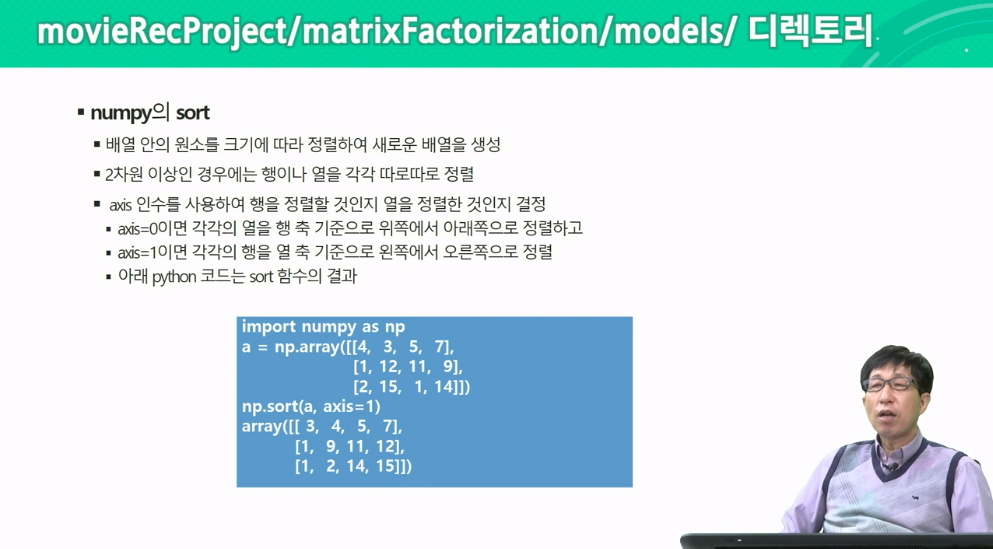 movieRecProject/matrixFactorization/models/ 디렉토리
▪ numpy의 sort
▪ 배열 안의 원소를 크기에 따라 정렬하여 새로운 배열을 생성
▪ 2차원 이상인 경우에는 행이나 열을 각각 따로따로 정렬
▪ axis 인수를 사용하여 행을 정렬할 것인지 열을 정렬한 것인지 결정
▪ axis=0이면 각각의 열을 행 축 기준으로 위쪽에서 아래쪽으로 정렬하고
▪ axis=1이면 각각의 행을 열 축 기준으로 왼쪽에서 오른쪽으로 정렬
▪ 아래 python 코드는 sort 함수의 결과
import numpy as np
a = np.array([[4, 3, 5, 7],
[1, 12, 11, 9],
[2, 15, 1, 14]])
np.sort(a, axis=1)
array([[ 3, 4, 5, 7],
[1, 9, 11, 12],
[1, 2, 14, 15]])